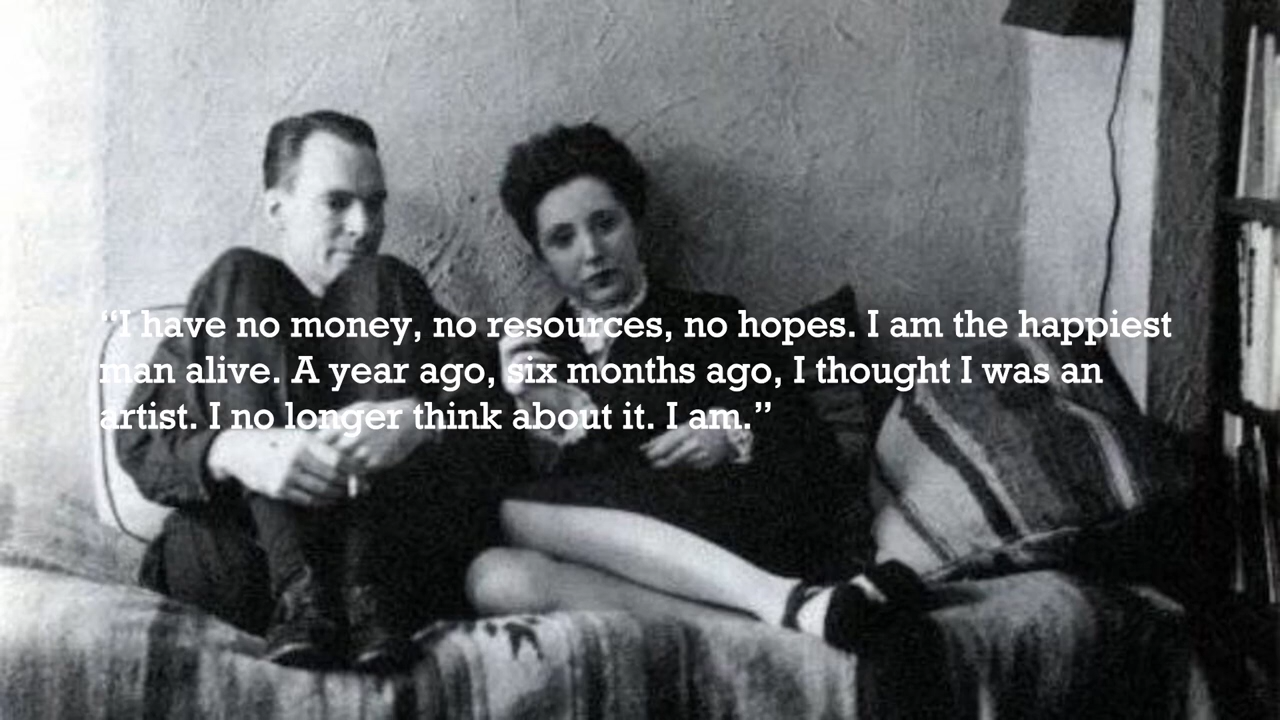 “I have no money, no resources, no hopes. I am the happiest
man alive. A year ago, six months ago, I thought I was an
artist. I no longer think about it. I am.”